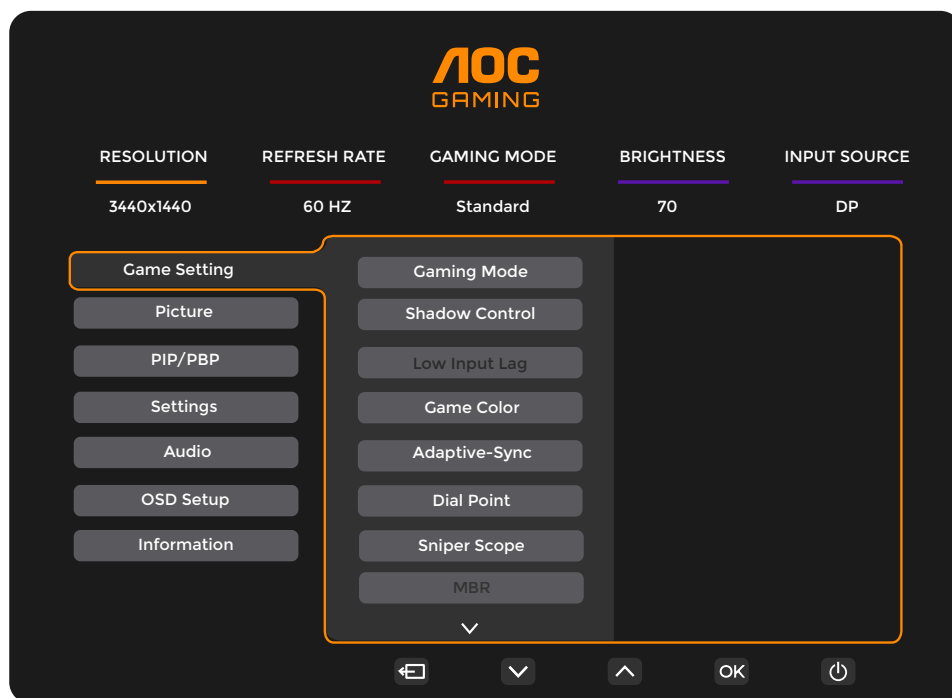 AOC
GAMING
RESOLUTION REFRESH RATE GAMING MODE BRIGHTNESS INPUT SOURCE
3440x1440 60 HZ Standard 70 DP
Game Setting
Picture
PIP/PBP
Settings
Audio
OSD Setup
Information
Gaming Mode
Shadow Control
Low Input Lag
Game Color
Adaptive-Sync
Dial Point
Sniper Scope
MBR
OK